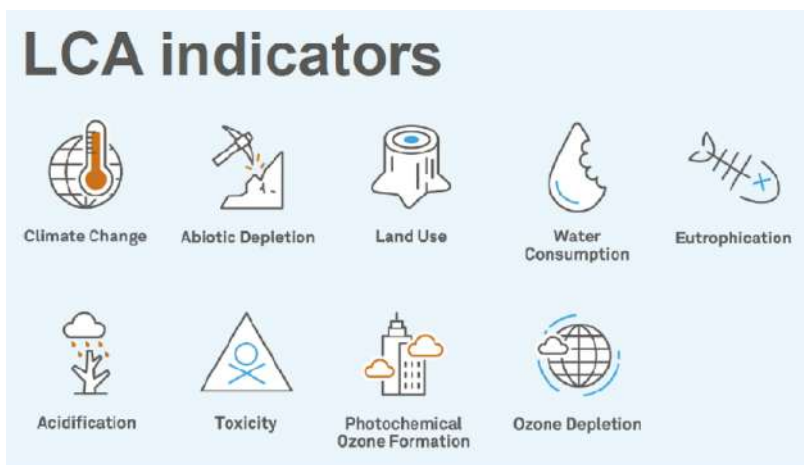 LCA indicators
Climate Change
Abiotic Depletion
Land Use
Water
Consumption
Eutrophication
Acidification
Toxicity
Photochemical
Ozone Formation
Ozone Depletion